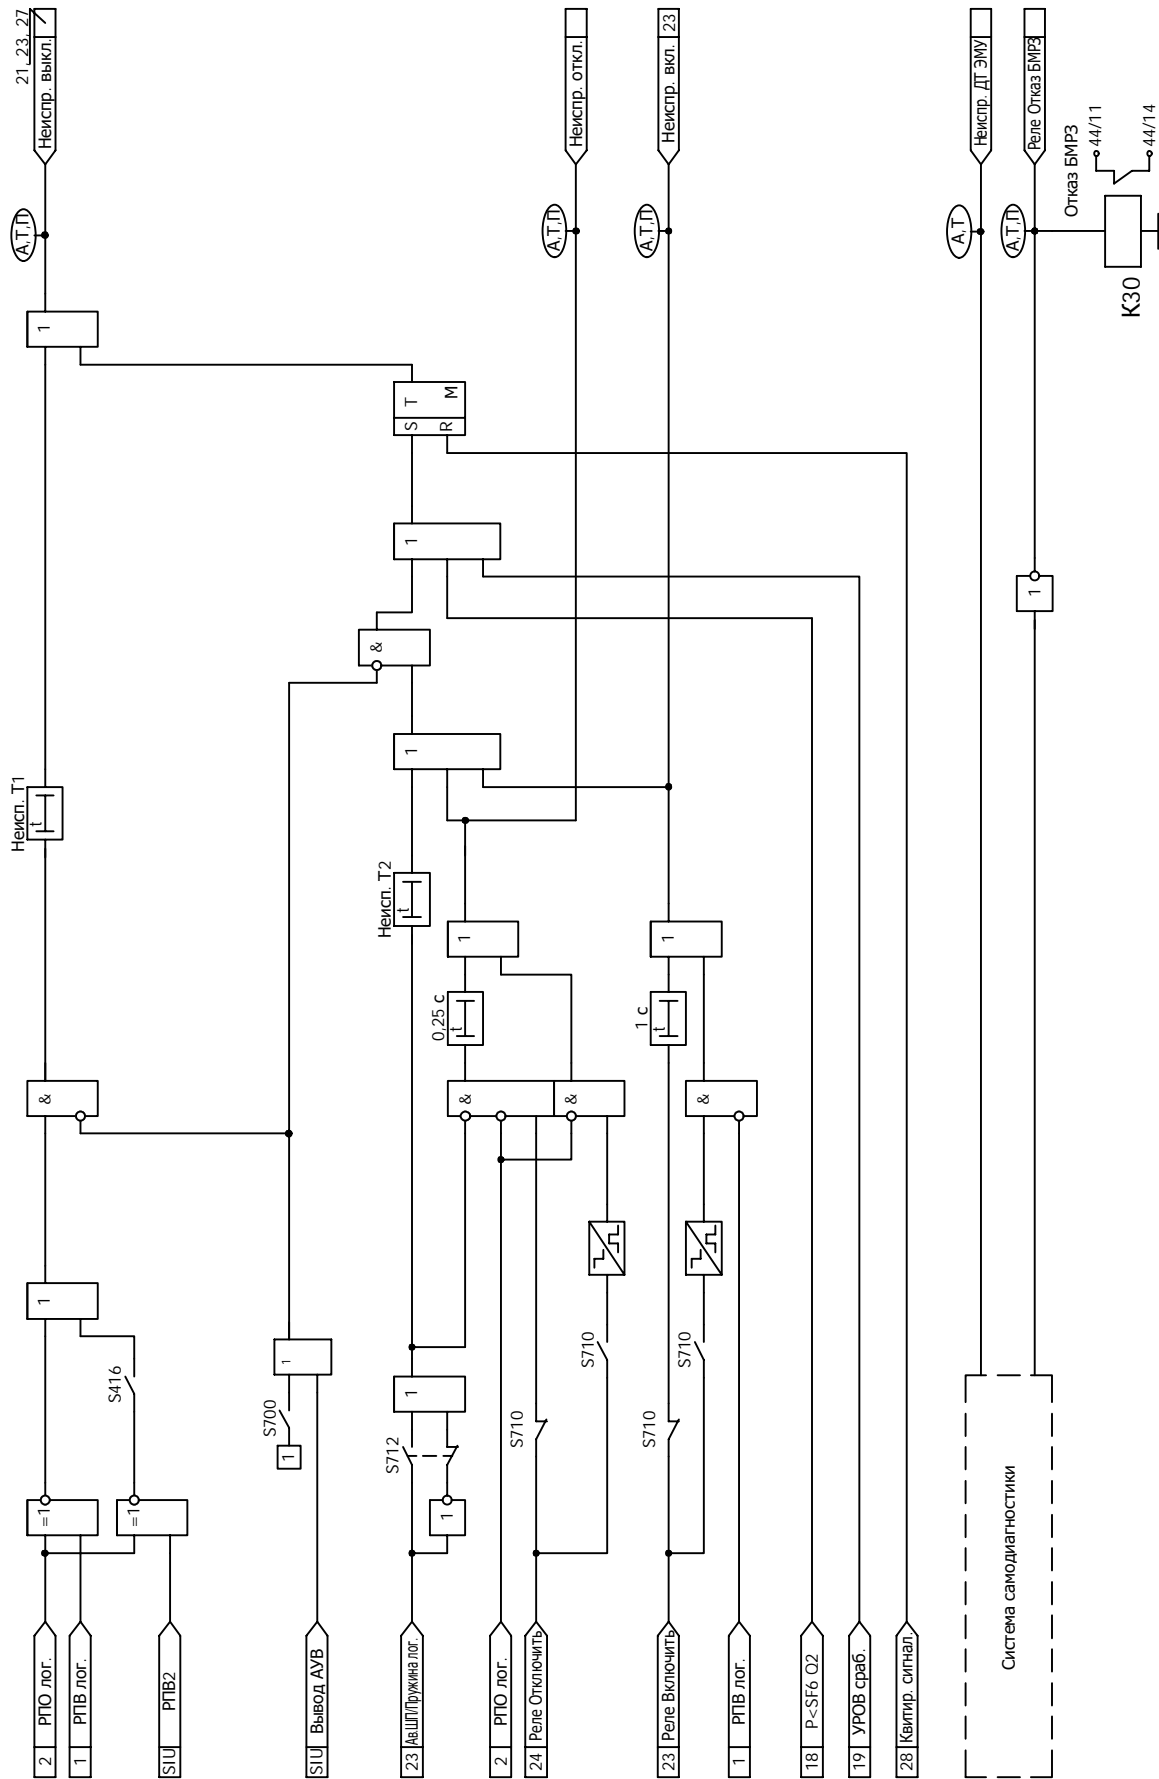 21, 23, 27
Неиспр. выкл.
А,Т,П
1
Неисп. Т1
t
&
1
S416
=1
=1
2 РПО лог.
1 РПВ лог.
SIU РПВ2
S700
1
1
SIU Вывод АУВ
Неиспр. откл.
А,Т,П
Неиспр. вкл. 23
А,Т,П
S T
R M
1
&
1
Неисп. Т2
t
0,25 с
t
1
&
&
1 с
t
1
&
1
S712
1
S710
S710
S710
S710
23 Ав.ШП/Пружина лог.
2 РПО лог.
24 Реле Отключить
23 Реле Включить
1 РПВ лог.
18 P<SF6 Q2
19 УРОВ сраб.
28 Квитир. сигнал.
Неиспр. ДТ ЭМУ
А,Т
Реле Отказ БМРЗ
А,Т,П
Отказ БМРЗ
44/11
44/14
К30
1
Система самодиагностики